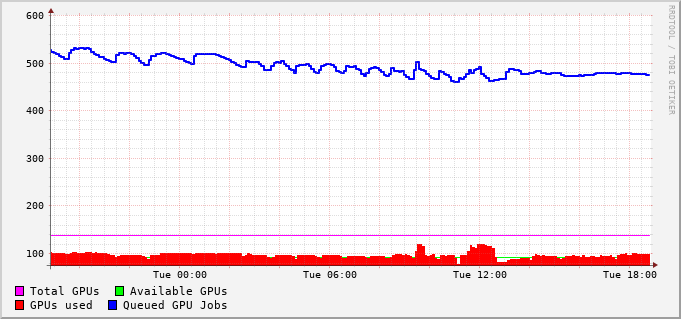 600
500
400
300
200
100
Tue 00:00 Tue 06:00 Tue 12:00 Tue 18:00
Total GPUs Available GPUs
GPUs used Queued GPU Jobs
RRDTOOL / TOBI OETIKER